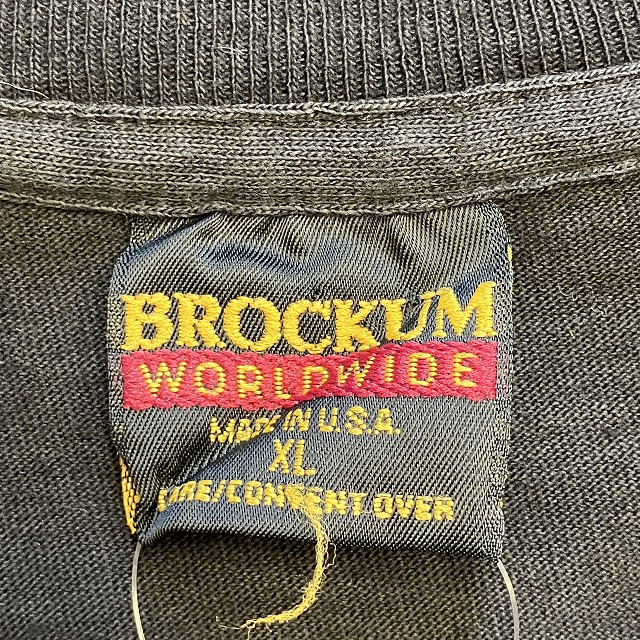 BROCKUM
WORLDWIDE
MADE IN U.S.A.
XL
CARE/CONTENT OVER